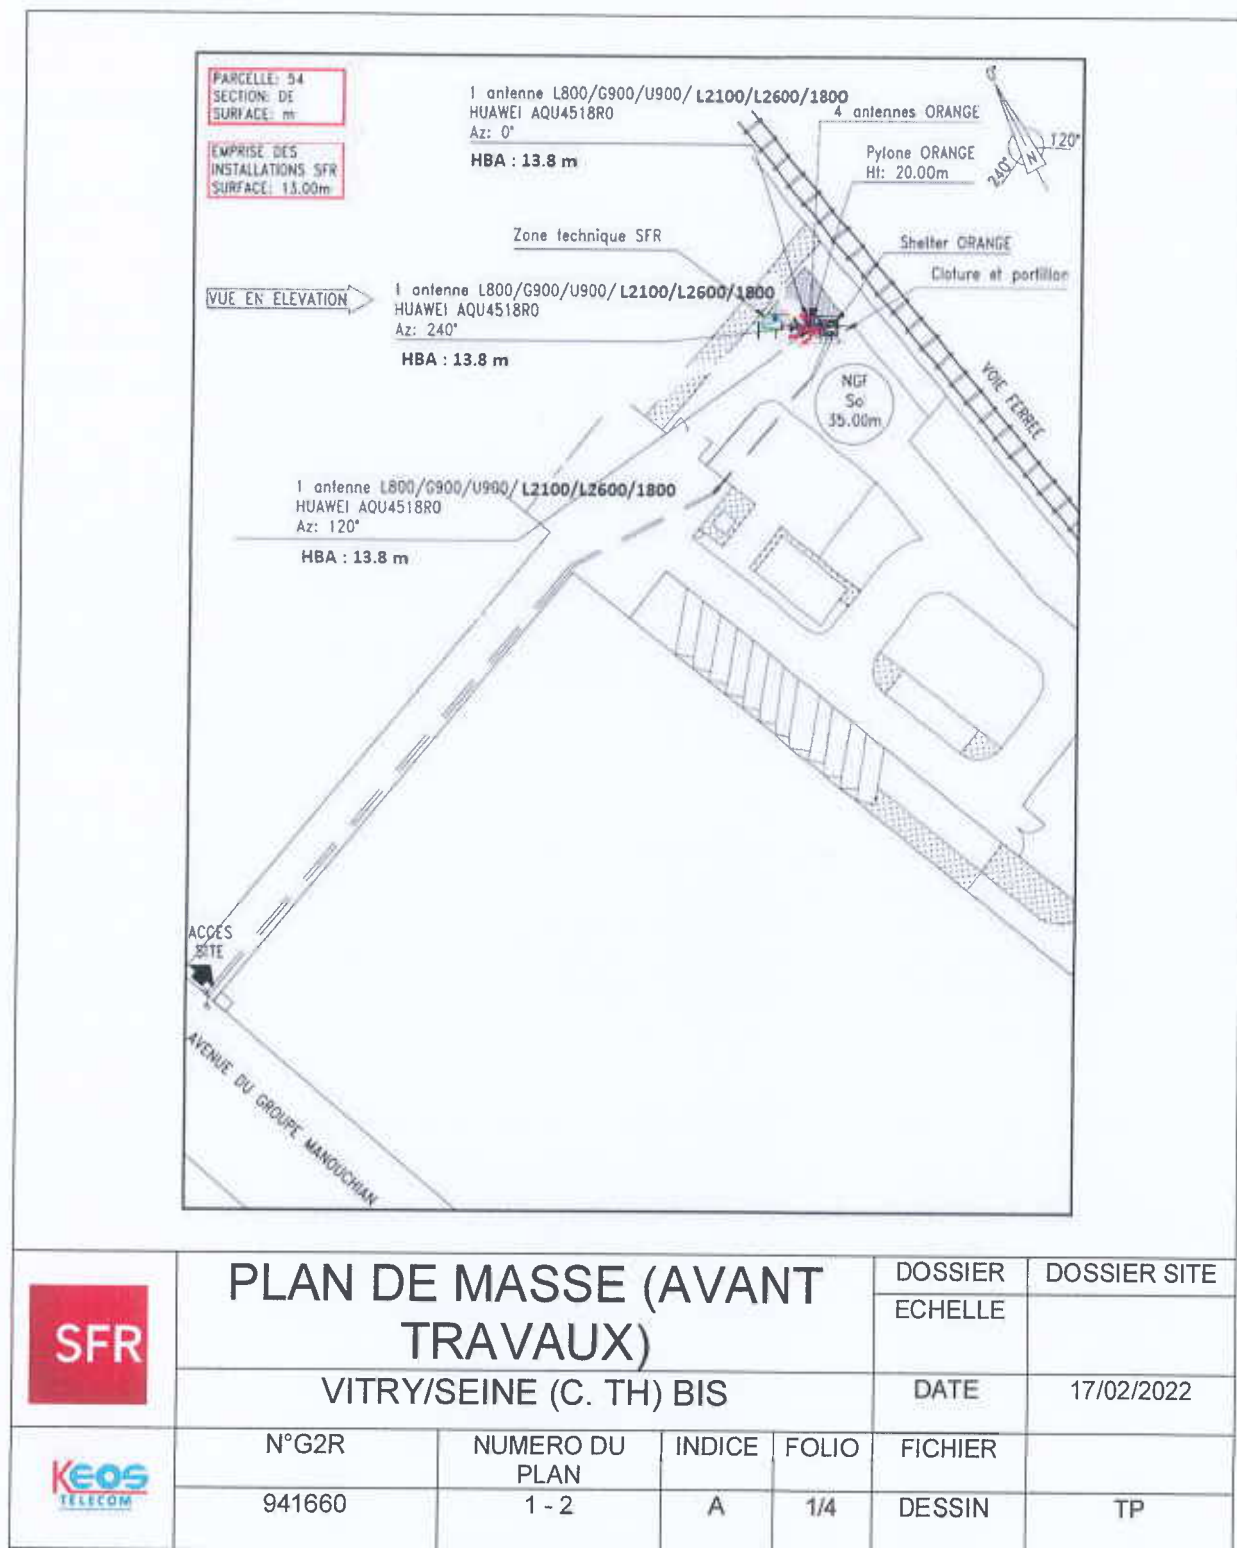 PARCELLE: 54
SECTION: DE
SURFACE: m
EMPRISE DES
INSTALLATIONS SFR
SURFACE: 13.00m
1 antenne L800/G900/U900/ L2100/L2600/1800
HUAWEI AQU4518R0
Az: 0°
HBA : 13.8 m
4 antennes ORANGE
Pylone ORANGE
Ht: 20.00m
120°
240°
N
Zone technique SFR
Shelter ORANGE
Cloture et portillon
VUE EN ELEVATION
1 antenne L800/G900/U900/ L2100/L2600/1800
HUAWEI AQU4518R0
Az: 240°
HBA : 13.8 m
VOIE FERREE
NGF
Sol
35.00m
1 antenne L800/G900/U900/ L2100/L2600/1800
HUAWEI AQU4518R0
Az: 120°
HBA : 13.8 m
ACCES
SITE
AVENUE DU GROUPE MANOUCHIAN
SFR
PLAN DE MASSE (AVANT
TRAVAUX)
VITRY/SEINE (C. TH) BIS
DOSSIER
DOSSIER SITE
ECHELLE
DATE
17/02/2022
KEOS
TELECOM
N°G2R
NUMERO DU
PLAN
INDICE
FOLIO
FICHIER
941660
1 - 2
A
1/4
DESSIN
TP